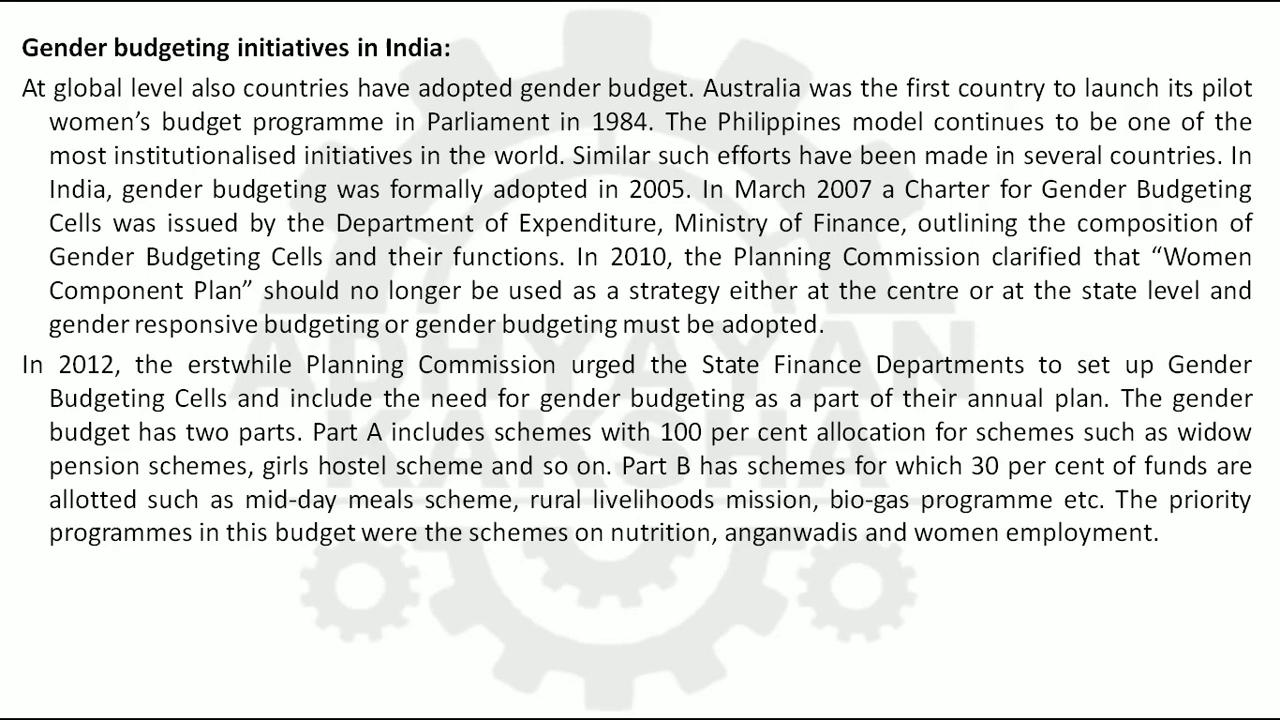 Gender budgeting initiatives in India:
At global level also countries have adopted gender budget. Australia was the first country to launch its pilot
women's budget programme in Parliament in 1984. The Philippines model continues to be one of the
most institutionalised initiatives in the world. Similar such efforts have been made in several countries. In
India, gender budgeting was formally adopted in 2005. In March 2007 a Charter for Gender Budgeting
Cells was issued by the Department of Expenditure, Ministry of Finance, outlining the composition of
Gender Budgeting Cells and their functions. In 2010, the Planning Commission clarified that “Women
Component Plan” should no longer be used as a strategy either at the centre or at the state level and
gender responsive budgeting or gender budgeting must be adopted.
In 2012, the erstwhile Planning Commission urged the State Finance Departments to set up Gender
Budgeting Cells and include the need for gender budgeting as a part of their annual plan. The gender
budget has two parts. Part A includes schemes with 100 per cent allocation for schemes such as widow
pension schemes, girls hostel scheme and so on. Part B has schemes for which 30 per cent of funds are
allotted such as mid-day meals scheme, rural livelihoods mission, bio-gas programme etc. The priority
programmes in this budget were the schemes on nutrition, anganwadis and women employment.
ADHYAYAN
KAKSHA